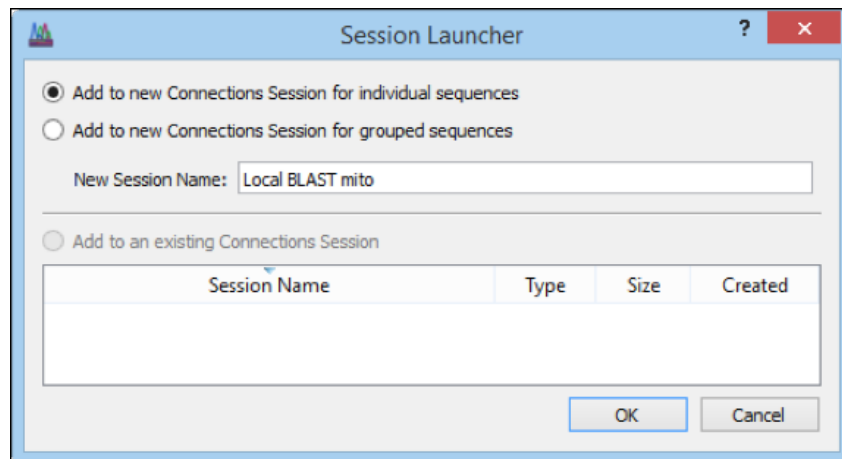 Session Launcher
?
Add to new Connections Session for individual sequences
Add to new Connections Session for grouped sequences
New Session Name: Local BLAST mito
Add to an existing Connections Session
Session Name Type Size Created
OK Cancel